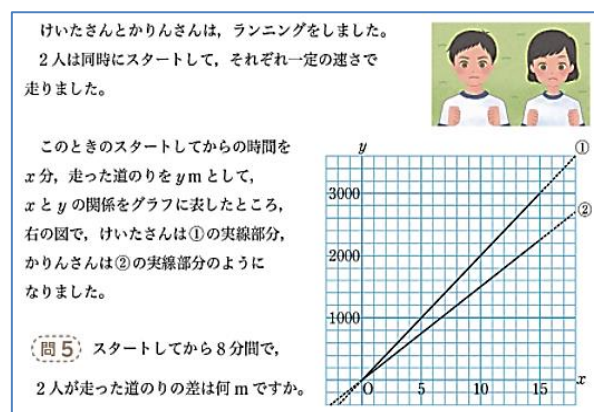 けいたさんとかりんさんは，ランニングをしました。
2人は同時にスタートして，それぞれ一定の速さで
走りました。
このときのスタートしてからの時間を
x分，走った道のりをy mとして，
xとyの関係をグラフに表したところ，
右の図で，けいたさんは①の実線部分，
かりんさんは②の実線部分のように
なりました。
問5 スタートしてから8分間で，
2人が走った道のりの差は何mですか。
y
①
3000
②
2000
1000
x
O 5 10 15